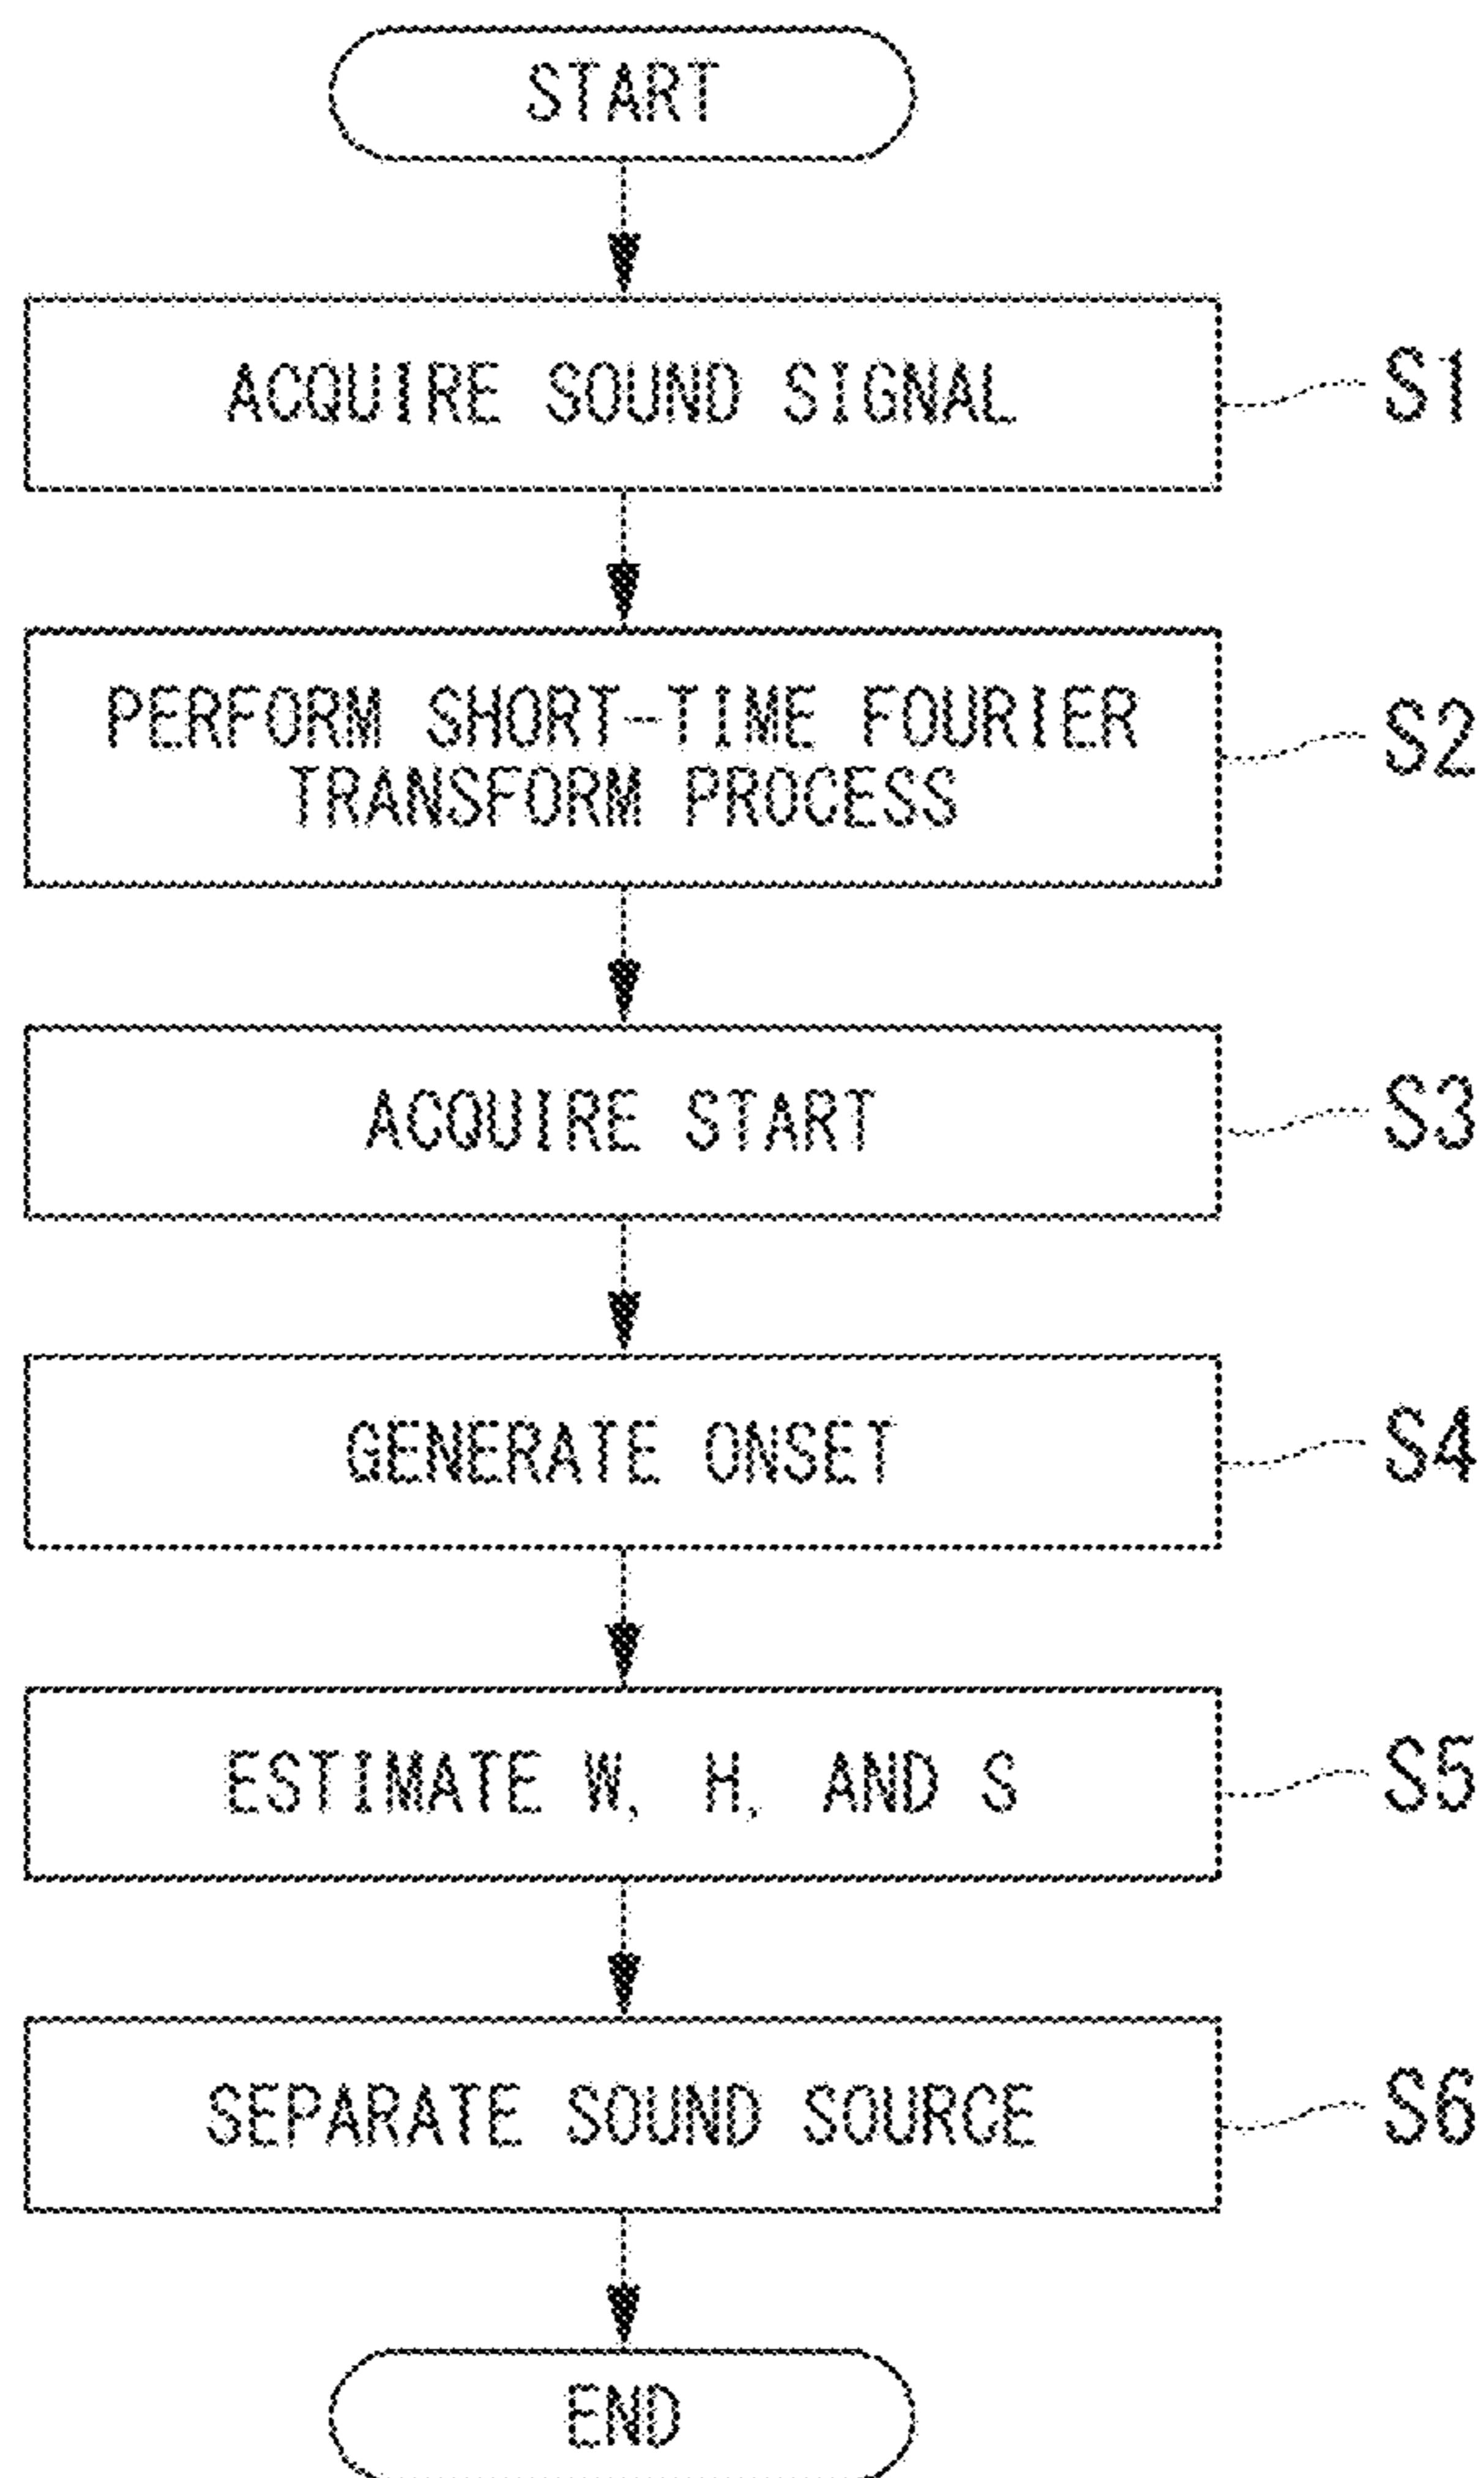 START
ACQUIRE SOUND SIGNAL
S1
PERFORM SHORT-TIME FOURIER
TRANSFORM PROCESS
S2
ACQUIRE START
S3
GENERATE ONSET
S4
ESTIMATE W, H, AND S
S5
SEPARATE SOUND SOURCE
S6
END